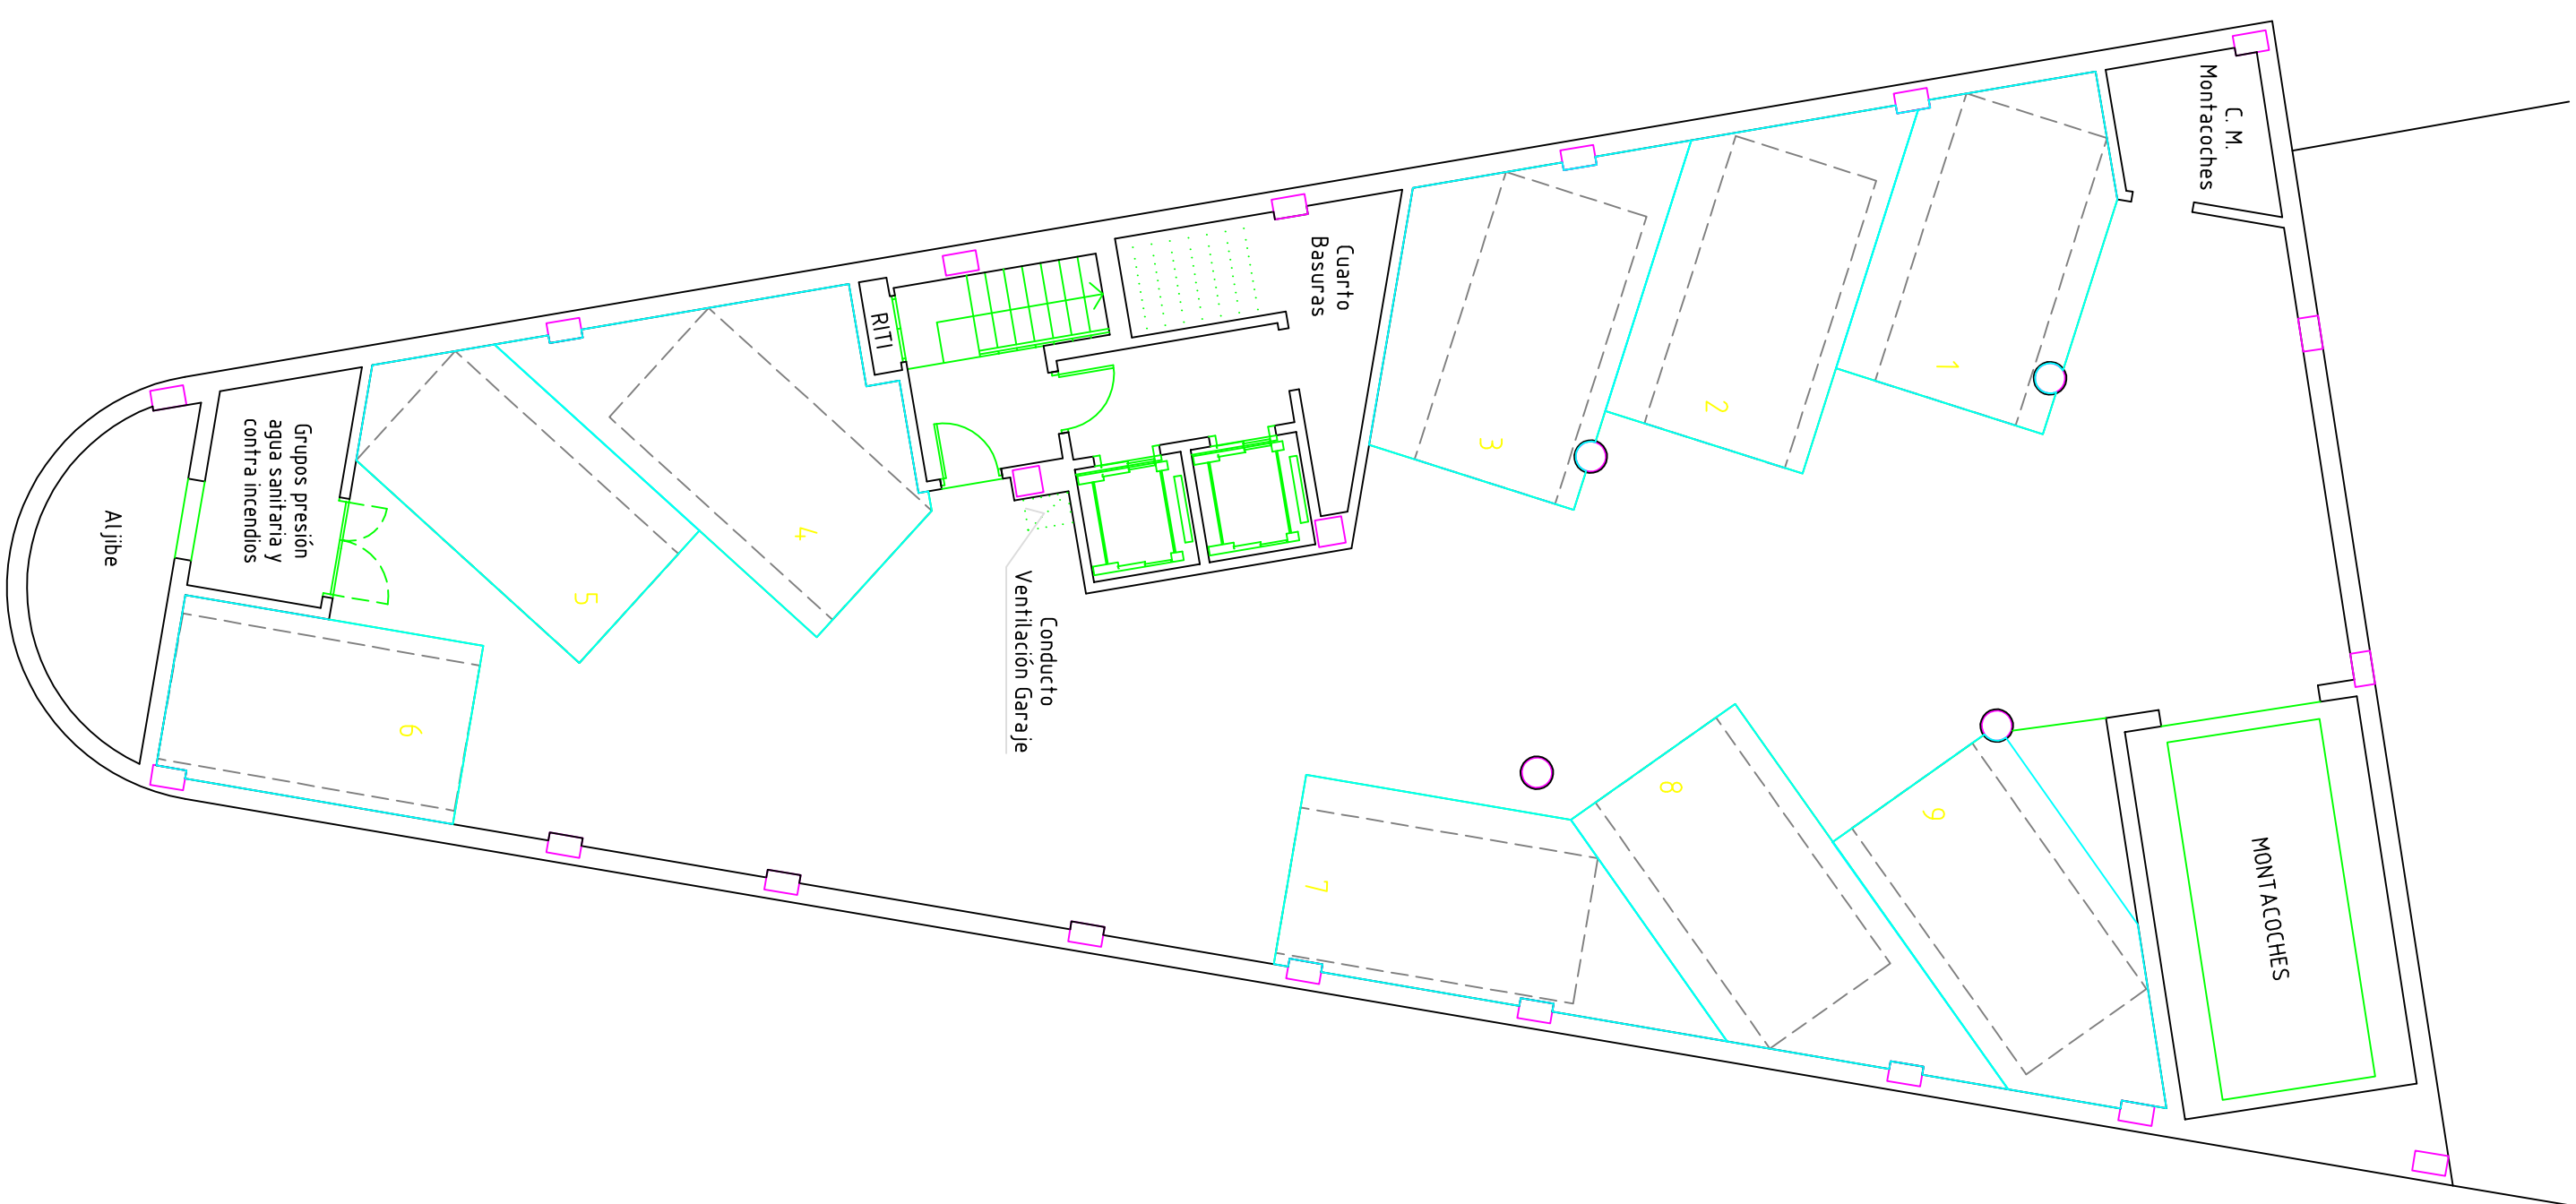 C. M.
Montacoches
1
2
3
Cuarto
Basuras
RITI
4
5
Grupos presión
agua sanitaria y
contra incendios
Aljibe
6
Conducto
Ventilación Garaje
7
8
9
MONTACOCHES